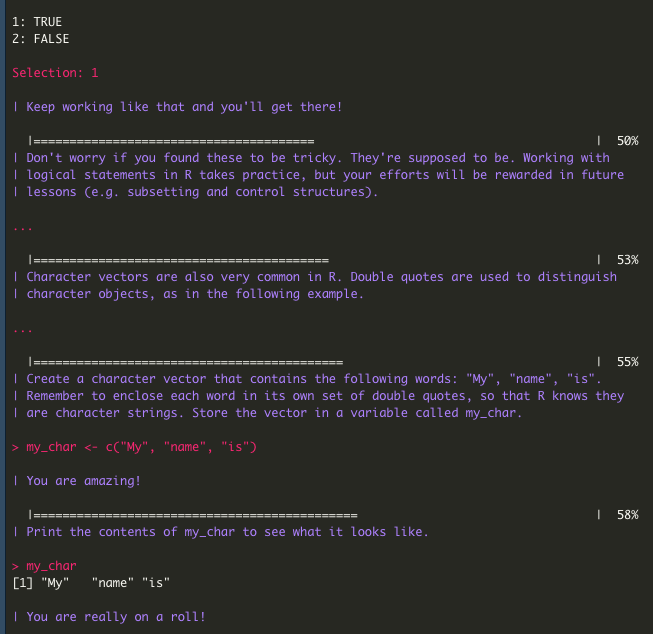 1: TRUE
2: FALSE
Selection: 1
| Keep working like that and you'll get there!
|======================================= | 50%
| Don't worry if you found these to be tricky. They're supposed to be. Working with
| logical statements in R takes practice, but your efforts will be rewarded in future
| lessons (e.g. subsetting and control structures).
...
|========================================= | 53%
| Character vectors are also very common in R. Double quotes are used to distinguish
| character objects, as in the following example.
...
|=========================================== | 55%
| Create a character vector that contains the following words: "My", "name", "is".
| Remember to enclose each word in its own set of double quotes, so that R knows they
| are character strings. Store the vector in a variable called my_char.
> my_char <- c("My", "name", "is")
| You are amazing!
|============================================= | 58%
| Print the contents of my_char to see what it looks like.
> my_char
[1] "My"   "name" "is"
| You are really on a roll!